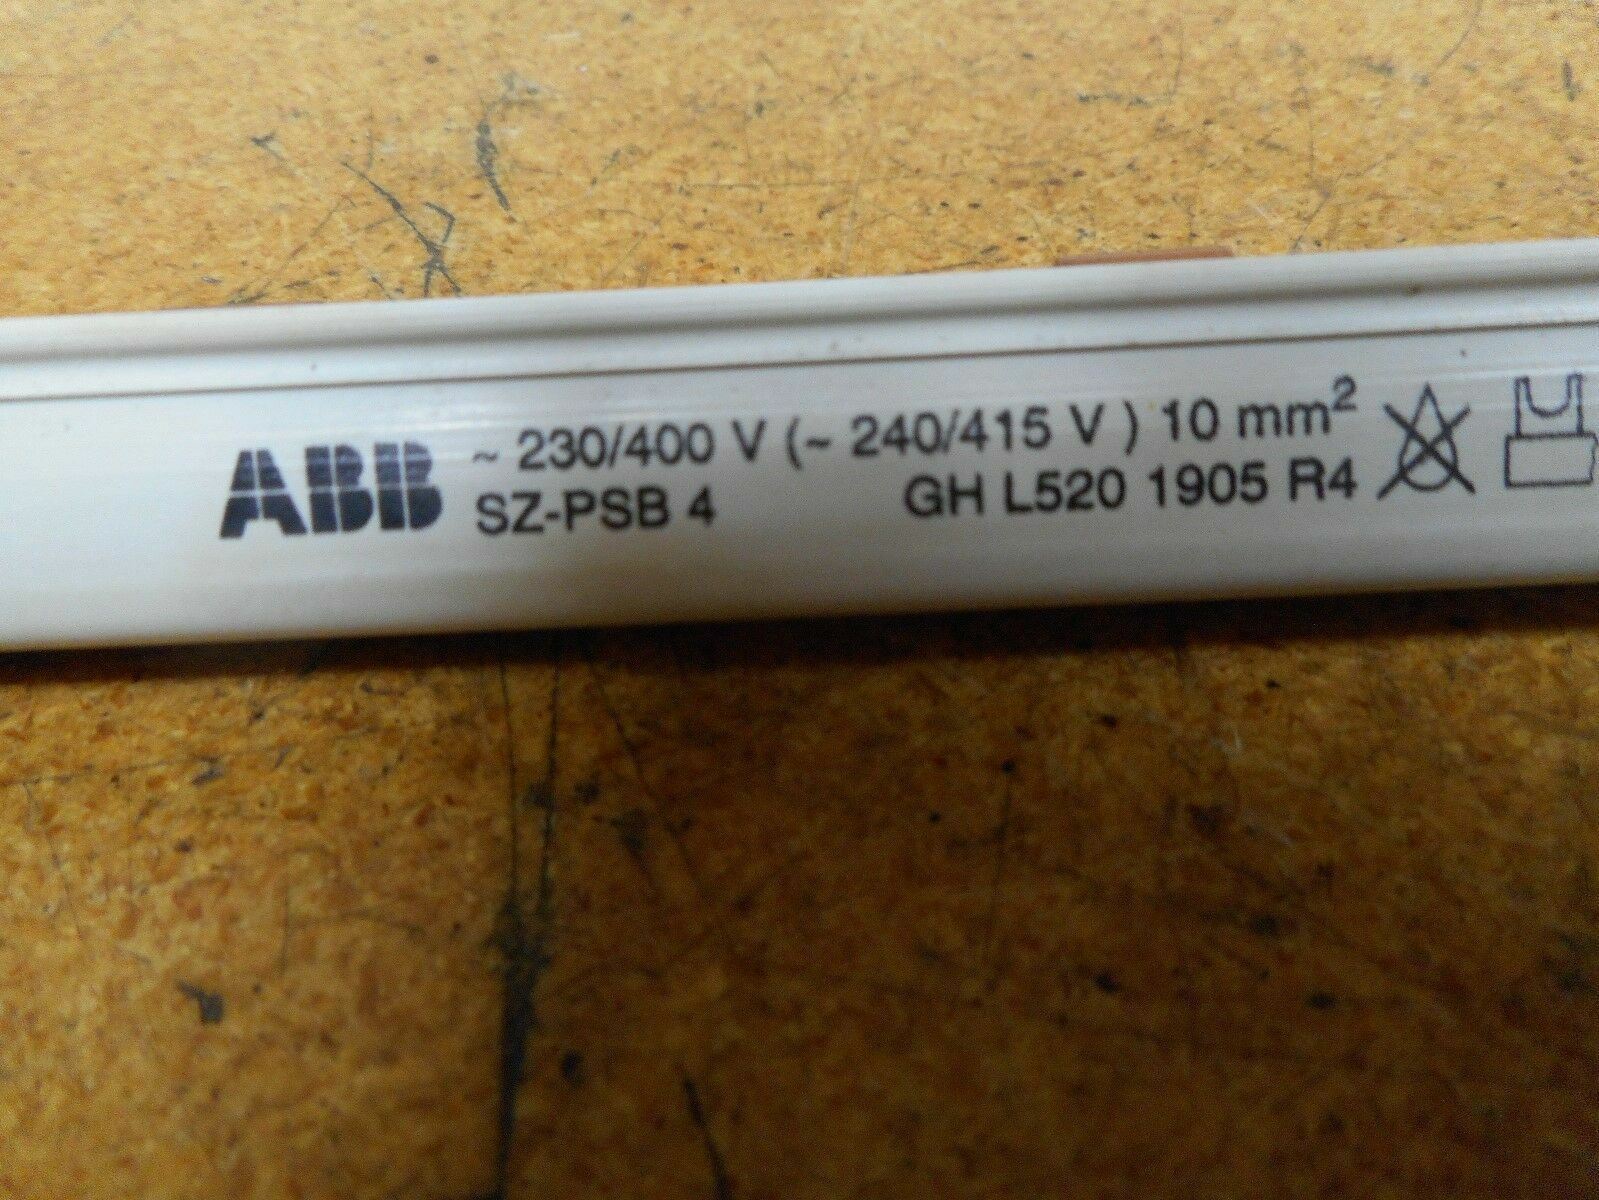 ABB ~ 230/400 V (~ 240/415 V ) 10 mm²
SZ-PSB 4 GH L520 1905 R4